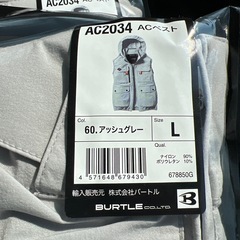 AC2034
AC2034 ACベスト
Col.
60.アッシュグレー
Size
L
Qual.
ナイロン 90%
ポリウレタン 10%
4 571648 679430
678850G
輸入販売元 株式会社バートル
BURTLE CO.,LTD